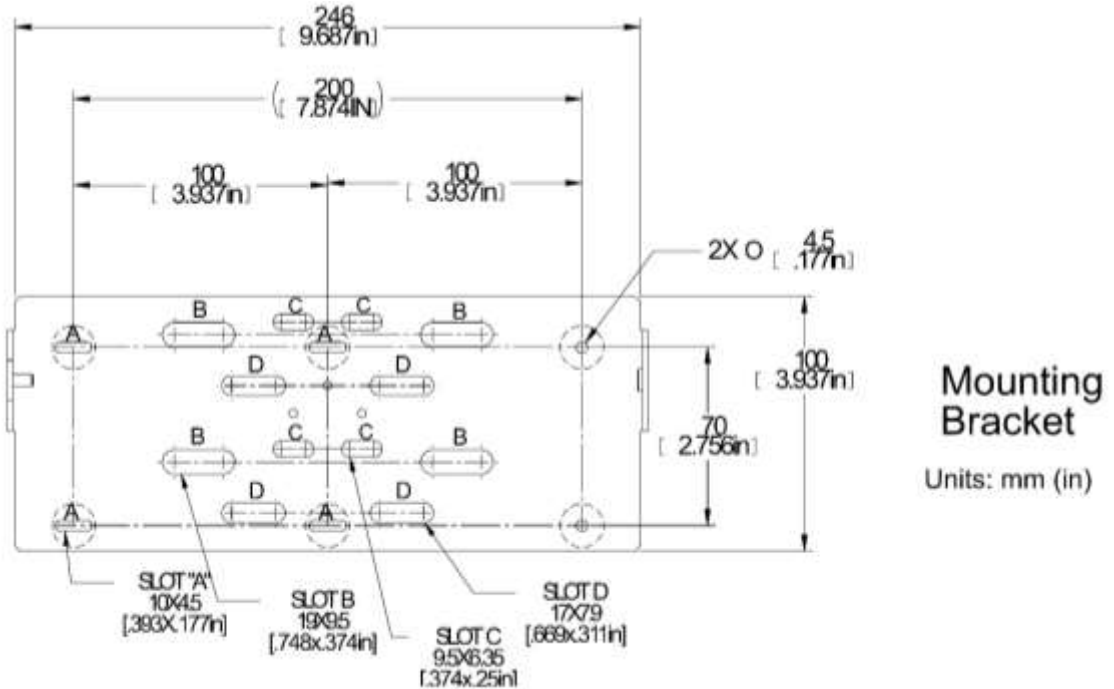 246
[ 9.687in]
( 200 )
[ 7.874IN]
100
[ 3.937in]
100
[ 3.937in]
2X O 4.5
[ .177in]
B
C
C
B
A
A
D
D
100
[ 3.937in]
70
[ 2.756in]
B
C
C
B
D
D
A
A
Mounting
Bracket
Units: mm (in)
SLOT "A"
10X4.5
[.393X.177in]
SLOT B
19X9.5
[.748x.374in]
SLOT C
9.5X6.35
[.374x.25in]
SLOT D
17X7.9
[.669x.311in]